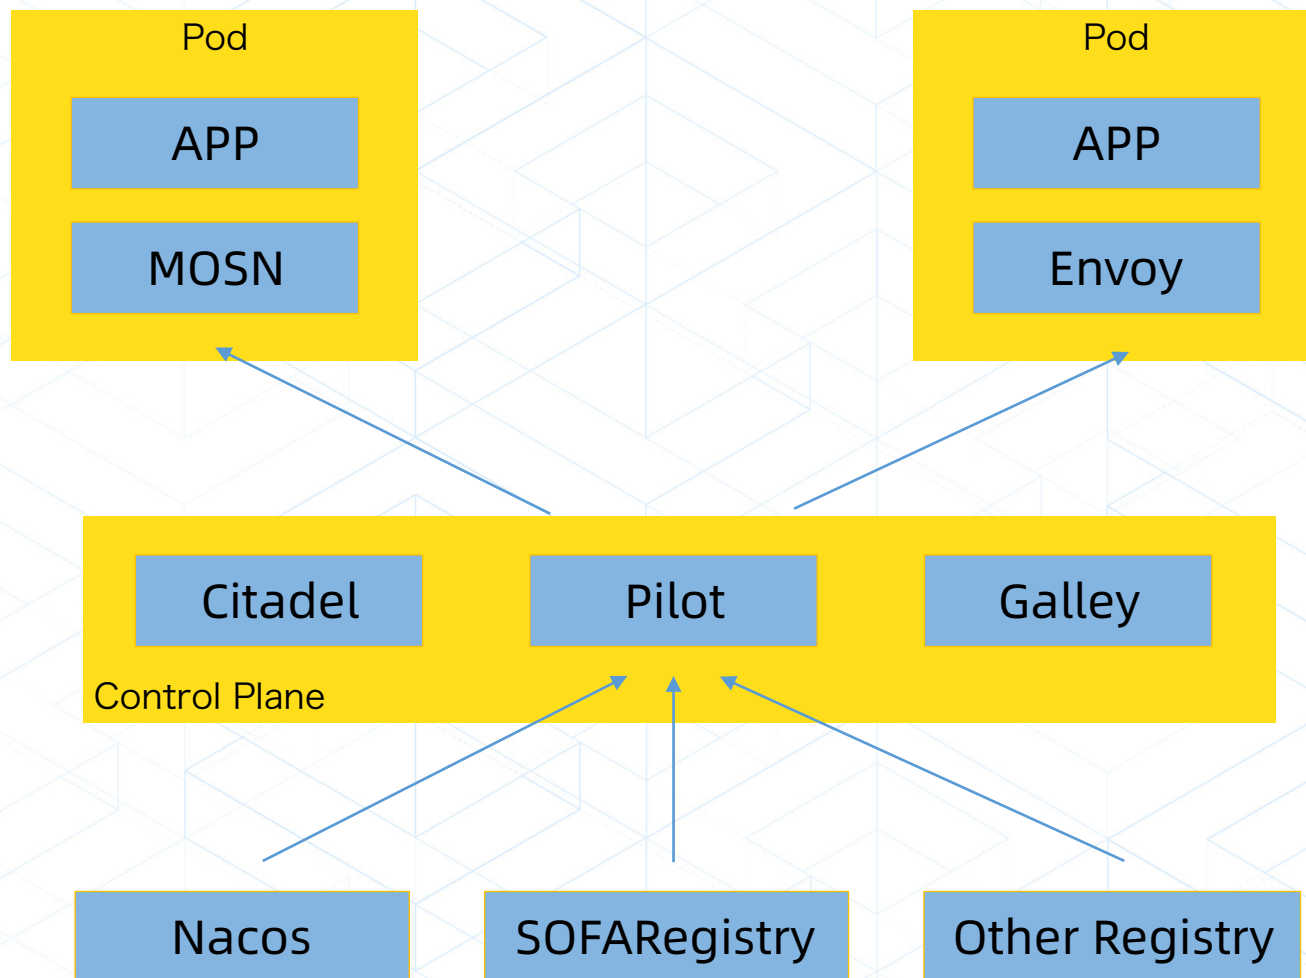 Pod
APP
MOSN
Pod
APP
Envoy
Citadel
Pilot
Galley
Control Plane
Nacos
SOFARegistry
Other Registry